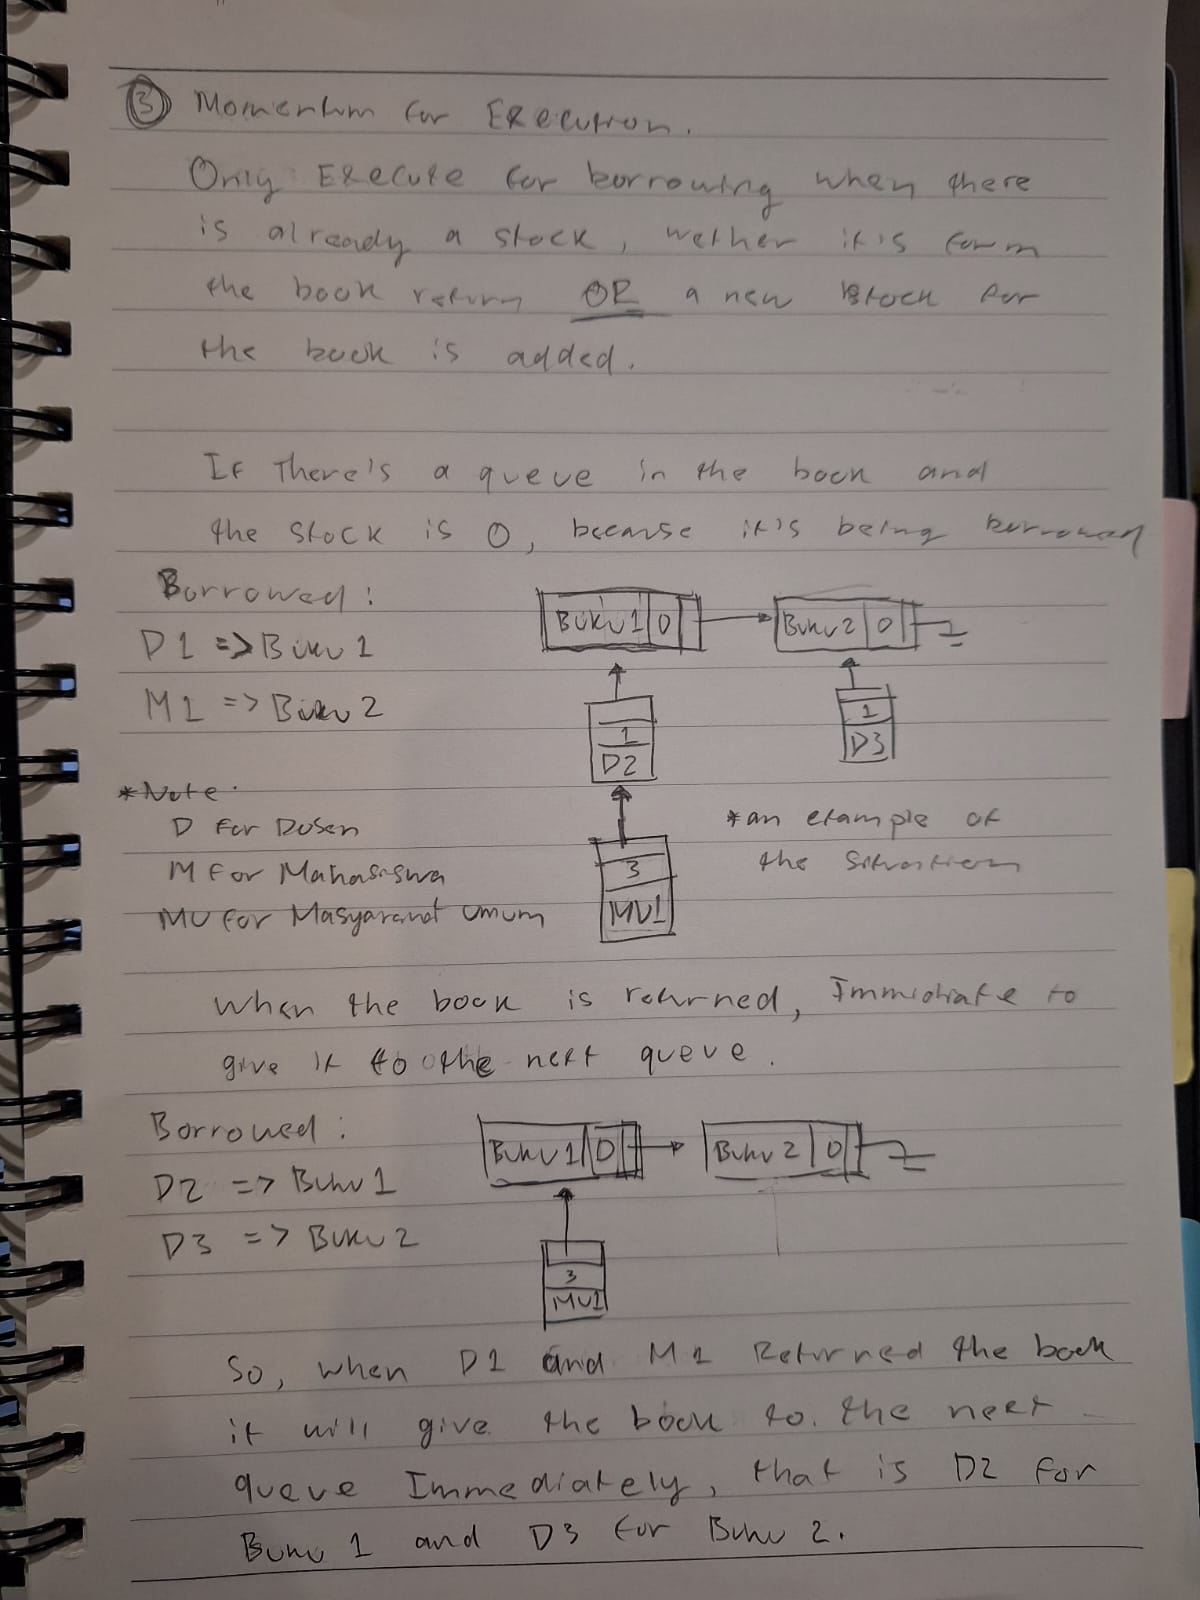 ③ Momentum for Execution.
Only Execute for borrowing when there
is already a stock, wether it's form
the book return OR a new stock for
the book is added.
If There's a queue in the book and
the stock is 0, because it's being borrowed
Borrowed :
D1 => Buku 1
M1 => Buku 2
Buku 1 0
Buku 2 0
1
D2
1
D3
3
MU1
*Note :
D for Dosen
M for Mahasiswa
MU for Masyarakat Umum
*an example of
the situation
When the book is returned, Immidiate to
give it to the next queue.
Borrowed :
D2 => Buku 1
D3 => Buku 2
Buku 1 0
Buku 2 0
3
MU1
So, when D1 and M1 Returned the book
it will give the book to the next
queue Immediately, that is D2 for
Buku 1 and D3 for Buku 2.